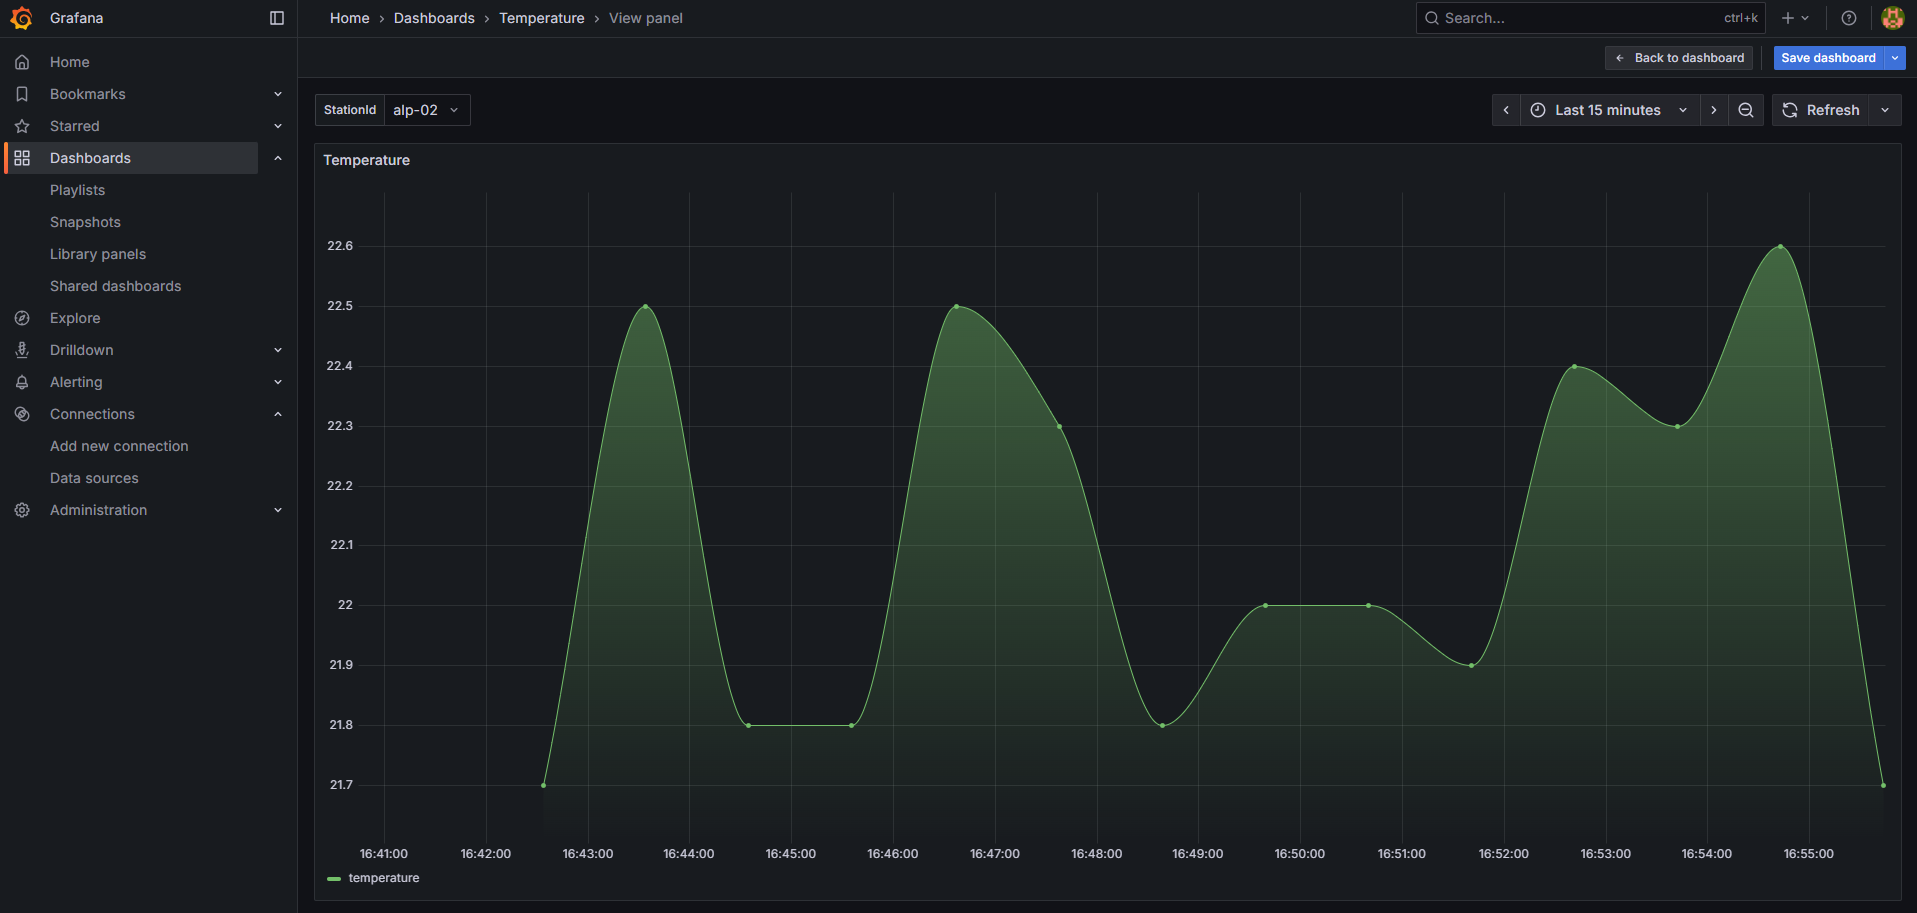 Grafana
Home › Dashboards › Temperature › View panel
Search... ctrl+k
Back to dashboard
Save dashboard
Home
Bookmarks
Starred
Dashboards
Playlists
Snapshots
Library panels
Shared dashboards
Explore
Drilldown
Alerting
Connections
Add new connection
Data sources
Administration
StationId alp-02
Last 15 minutes
Refresh
Temperature
22.6
22.5
22.4
22.3
22.2
22.1
22
21.9
21.8
21.7
16:41:00 16:42:00 16:43:00 16:44:00 16:45:00 16:46:00 16:47:00 16:48:00 16:49:00 16:50:00 16:51:00 16:52:00 16:53:00 16:54:00 16:55:00
temperature